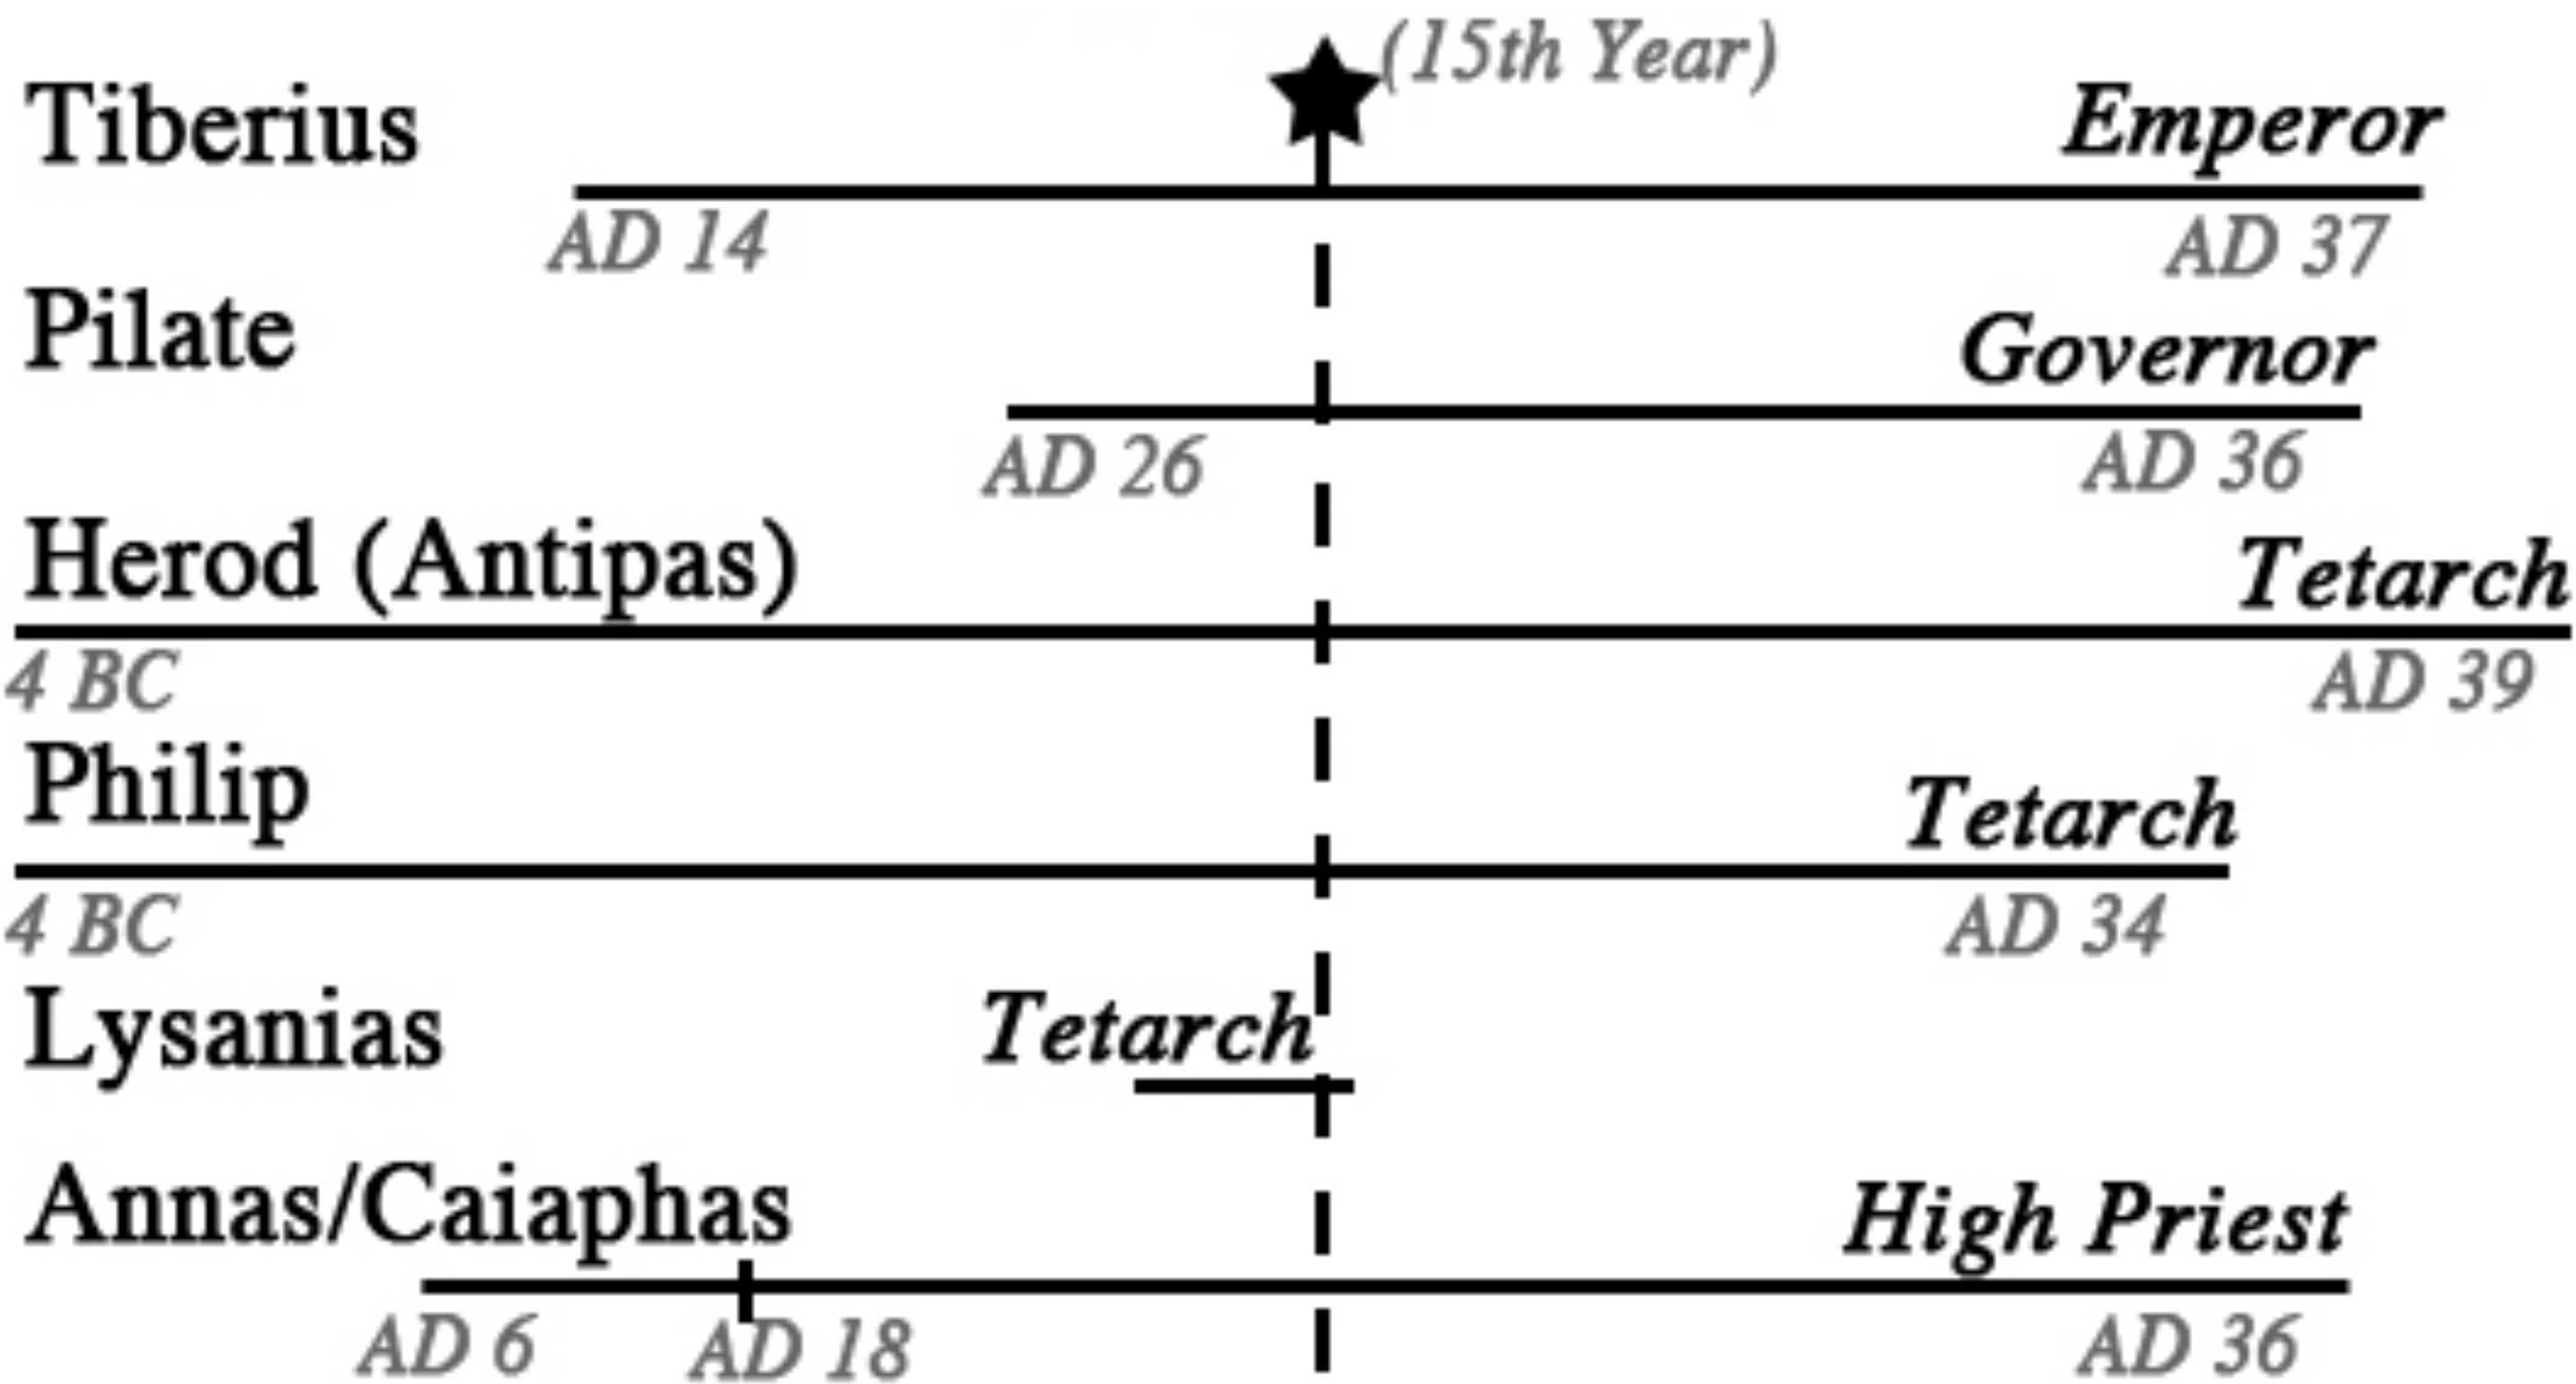 (15th Year)
Tiberius Emperor
AD 14 AD 37
Pilate Governor
AD 26 AD 36
Herod (Antipas) Tetarch
4 BC AD 39
Philip Tetarch
4 BC AD 34
Lysanias Tetarch
Annas/Caiaphas High Priest
AD 6 AD 18 AD 36